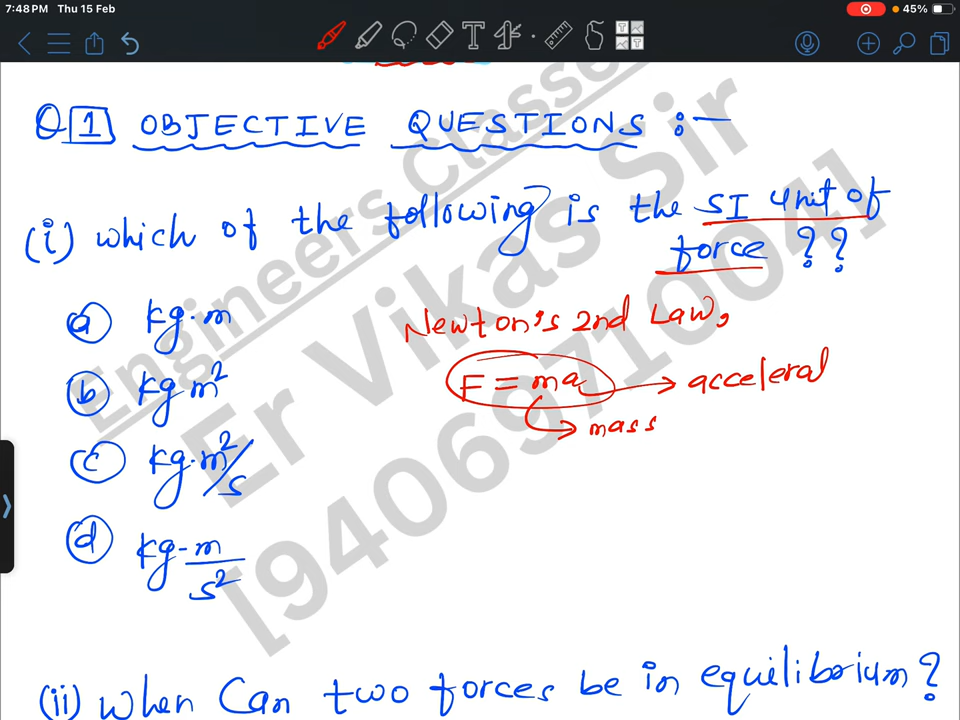 7:48 PM Thu 15 Feb
45%
Q 1 OBJECTIVE QUESTIONS :—
(i) which of the following is the SI unit of
force ??
a kg.m
Newton's 2nd Law,
b kg m²
F = ma → acceleral
→ mass
c kg.m²/s
d kg-m/s²
(ii) When Can two forces be in equilibrium ?
Engineers Classes
Er Vikas Sir
[9406971004]